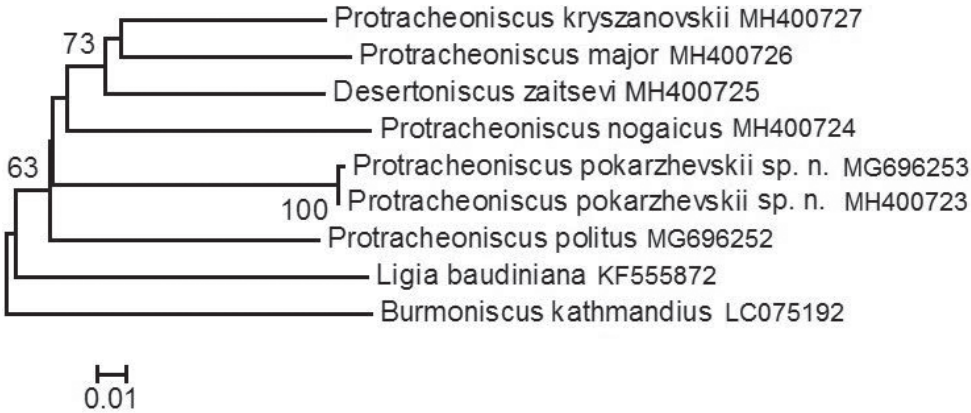 Protracheoniscus kryszanovskii MH400727
73
Protracheoniscus major MH400726
Desertoniscus zaitsevi MH400725
Protracheoniscus nogaicus MH400724
63
Protracheoniscus pokarzhevskii sp. n. MG696253
100
Protracheoniscus pokarzhevskii sp. n. MH400723
Protracheoniscus politus MG696252
Ligia baudiniana KF555872
Burmoniscus kathmandius LC075192
0.01